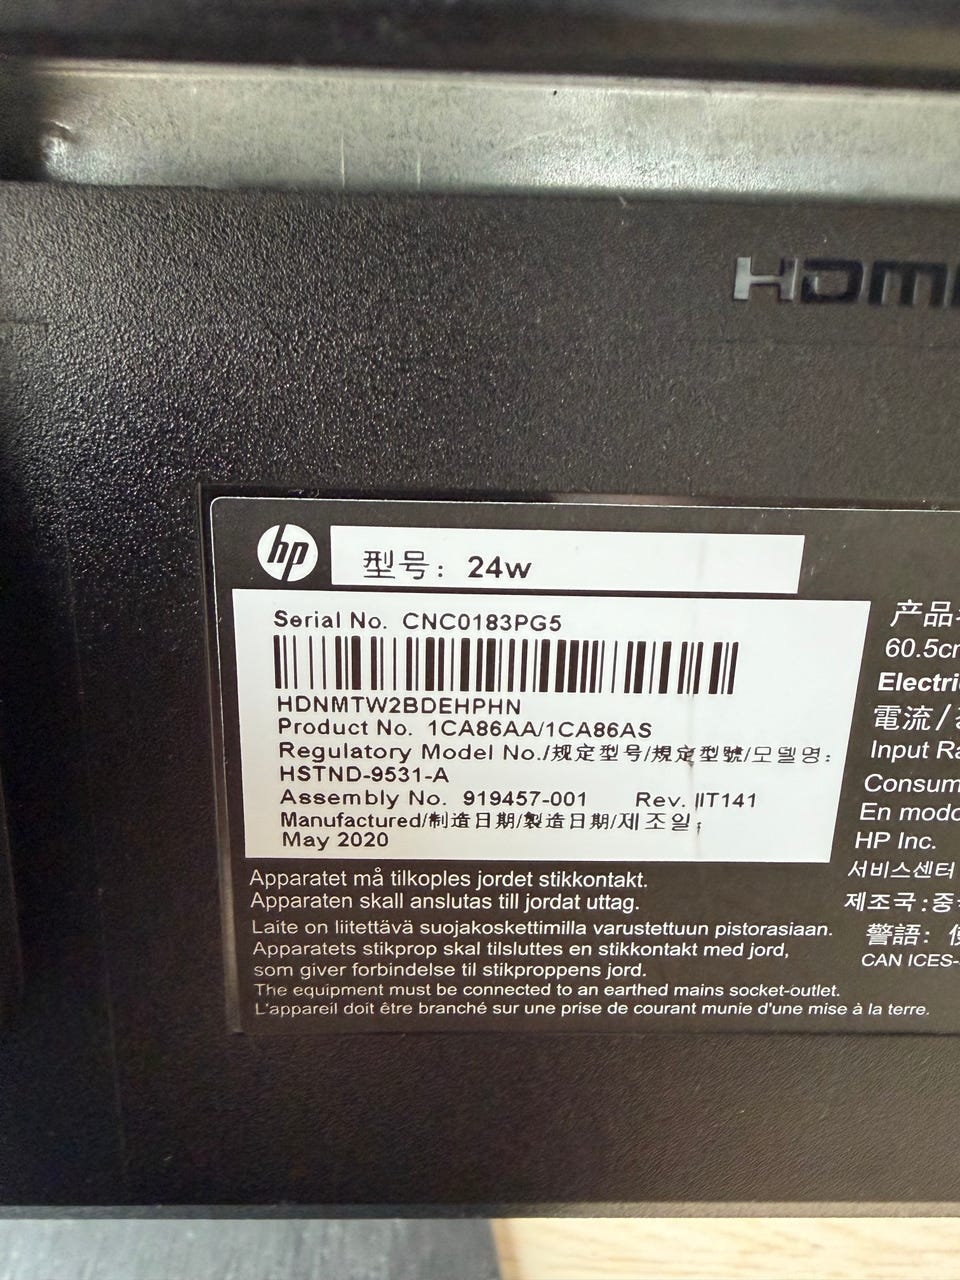 HDMI
hp
型号: 24w
Serial No. CNC0183PG5
HDNMTW2BDEHPHN
Product No. 1CA86AA/1CA86AS
Regulatory Model No./规定型号/規定型號/모델명:
HSTND-9531-A
Assembly No. 919457-001 Rev. IIT141
Manufactured/制造日期/製造日期/제조일:
May 2020
Apparatet må tilkoples jordet stikkontakt.
Apparaten skall anslutas till jordat uttag.
Laite on liitettävä suojakoskettimilla varustettuun pistorasiaan.
Apparatets stikprop skal tilsluttes en stikkontakt med jord,
som giver forbindelse til stikproppens jord.
The equipment must be connected to an earthed mains socket-outlet.
L'appareil doit être branché sur une prise de courant munie d'une mise à la terre.
产品
60.5cm
Electri
電流/
Input Ra
Consum
En modo
HP Inc.
서비스센터
제조국:중
警語:
CAN ICES-